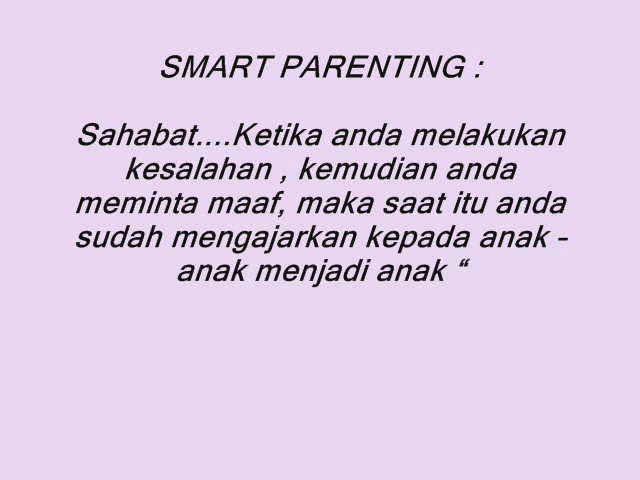 SMART PARENTING :
Sahabat....Ketika anda melakukan
kesalahan , kemudian anda
meminta maaf, maka saat itu anda
sudah mengajarkan kepada anak –
anak menjadi anak “